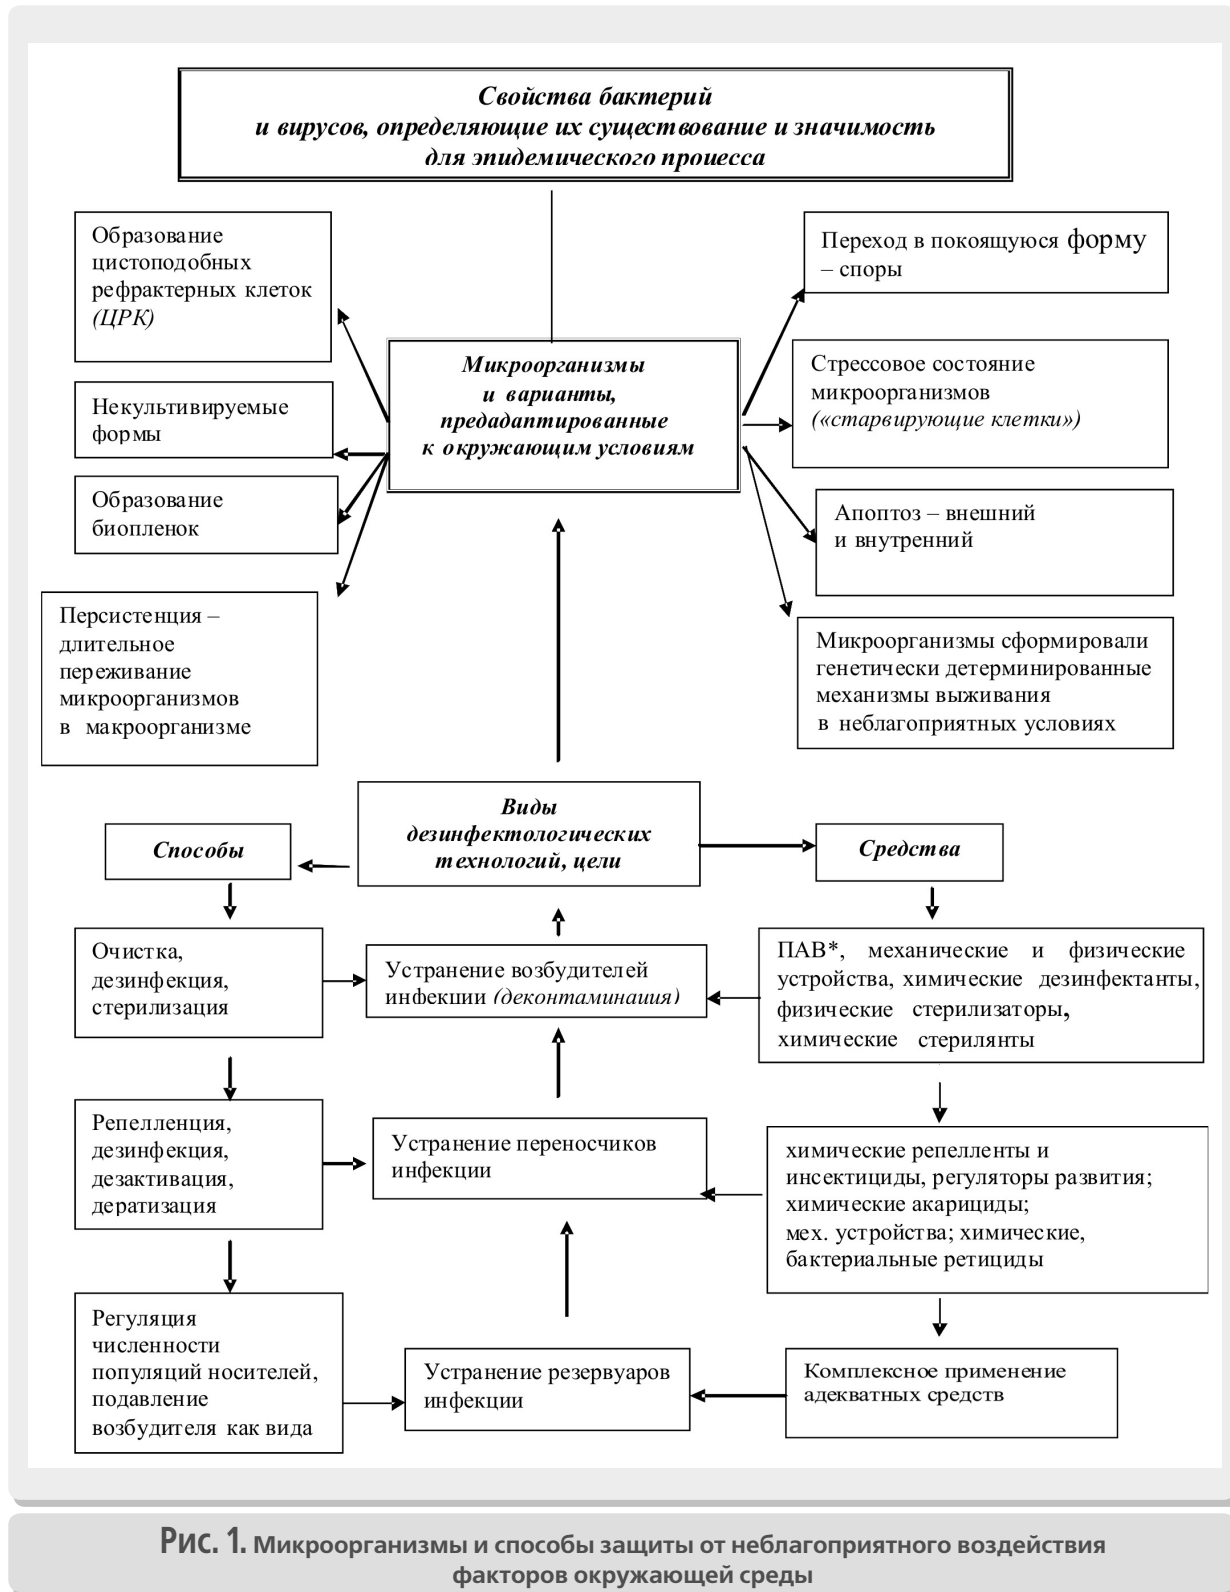 Свойства бактерий
и вирусов, определяющие их существование и значимость
для эпидемического процесса
Образование
цистоподобных
рефрактерных клеток
(ЦРК)
Переход в покоящуюся форму
– споры
Микроорганизмы
и варианты,
предадаптированные
к окружающим условиям
Стрессовое состояние
микроорганизмов
(«старвирующие клетки»)
Некультивируемые
формы
Образование
биопленок
Апоптоз – внешний
и внутренний
Персистенция –
длительное
переживание
микроорганизмов
в макроорганизме
Микроорганизмы сформировали
генетически детерминированные
механизмы выживания
в неблагоприятных условиях
Виды
дезинфектологических
технологий, цели
Способы
Средства
Очистка,
дезинфекция,
стерилизация
Устранение возбудителей
инфекции (деконтаминация)
ПАВ*, механические и физические
устройства, химические дезинфектанты,
физические стерилизаторы,
химические стерилянты
Репелленция,
дезинфекция,
дезактивация,
дератизация
Устранение переносчиков
инфекции
химические репелленты и
инсектициды, регуляторы развития;
химические акарициды;
мех. устройства; химические,
бактериальные ретициды
Регуляция
численности
популяций носителей,
подавление
возбудителя как вида
Устранение резервуаров
инфекции
Комплексное применение
адекватных средств
Рис. 1. Микроорганизмы и способы защиты от неблагоприятного воздействия
факторов окружающей среды